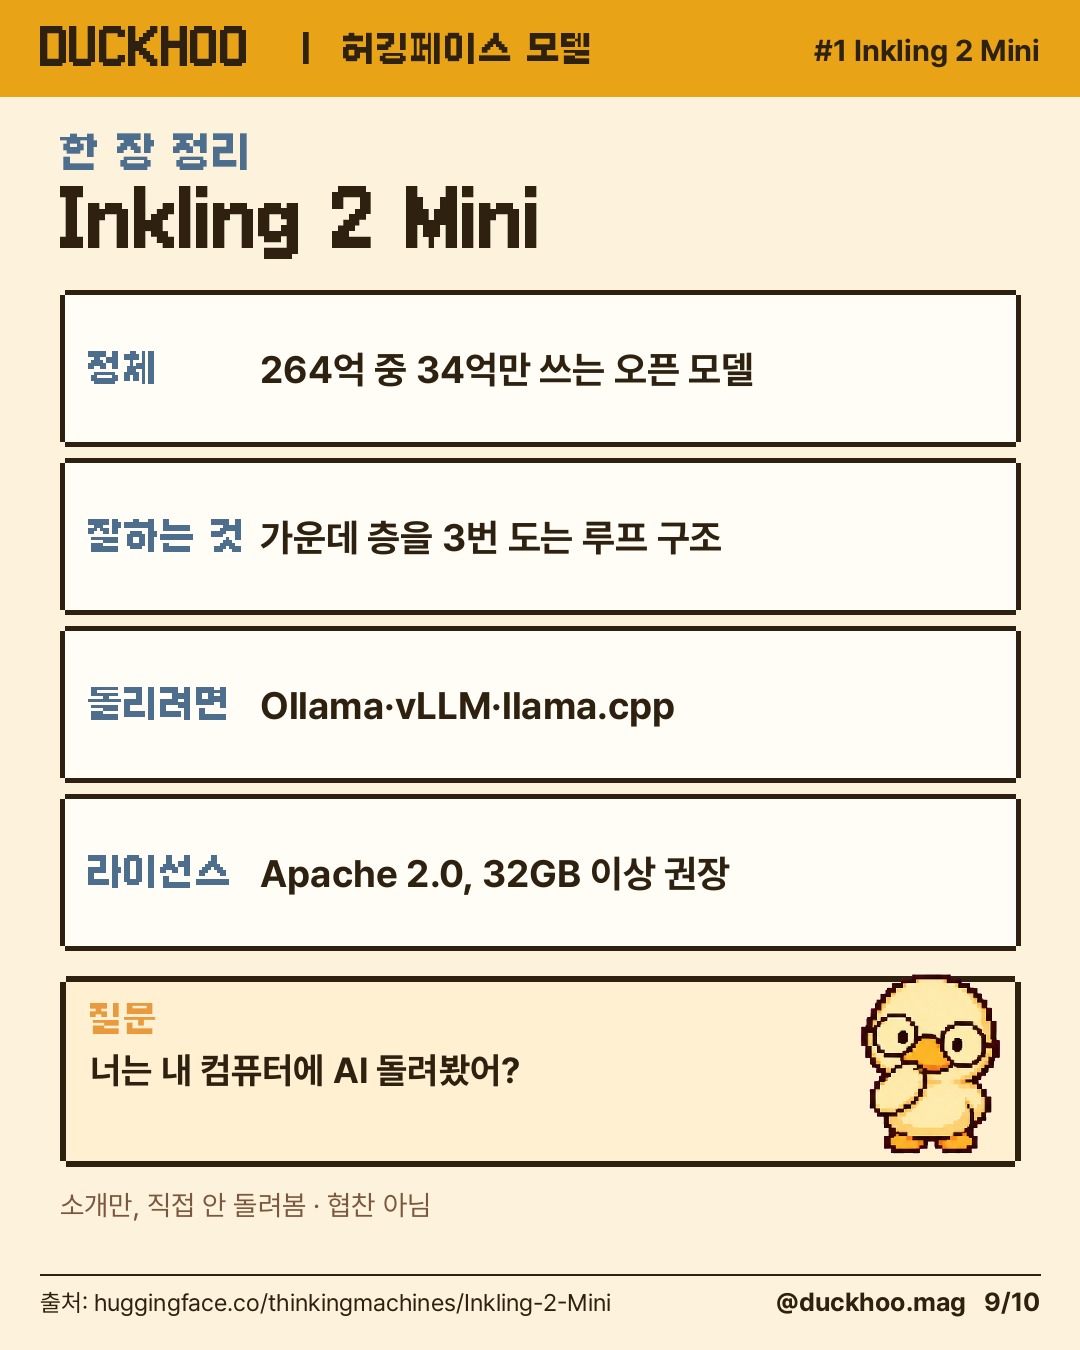 DUCKHOO | 허깅페이스 모델 #1 Inkling 2 Mini
한 장 정리
Inkling 2 Mini
정체 264억 중 34억만 쓰는 오픈 모델
잘하는 것 가운데 층을 3번 도는 루프 구조
돌리려면 Ollama·vLLM·llama.cpp
라이선스 Apache 2.0, 32GB 이상 권장
질문
너는 내 컴퓨터에 AI 돌려봤어?
소개만, 직접 안 돌려봄 · 협찬 아님
출처: huggingface.co/thinkingmachines/Inkling-2-Mini @duckhoo.mag 9/10